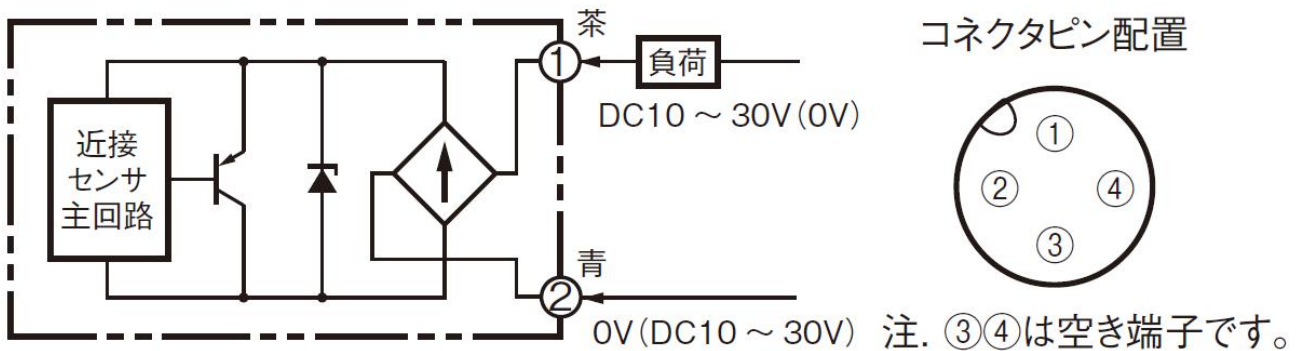 茶
①
負荷
DC10 ～ 30V(0V)
近接
センサ
主回路
青
②
0V(DC10 ～ 30V)
コネクタピン配置
①
② ④
③
注. ③④は空き端子です。